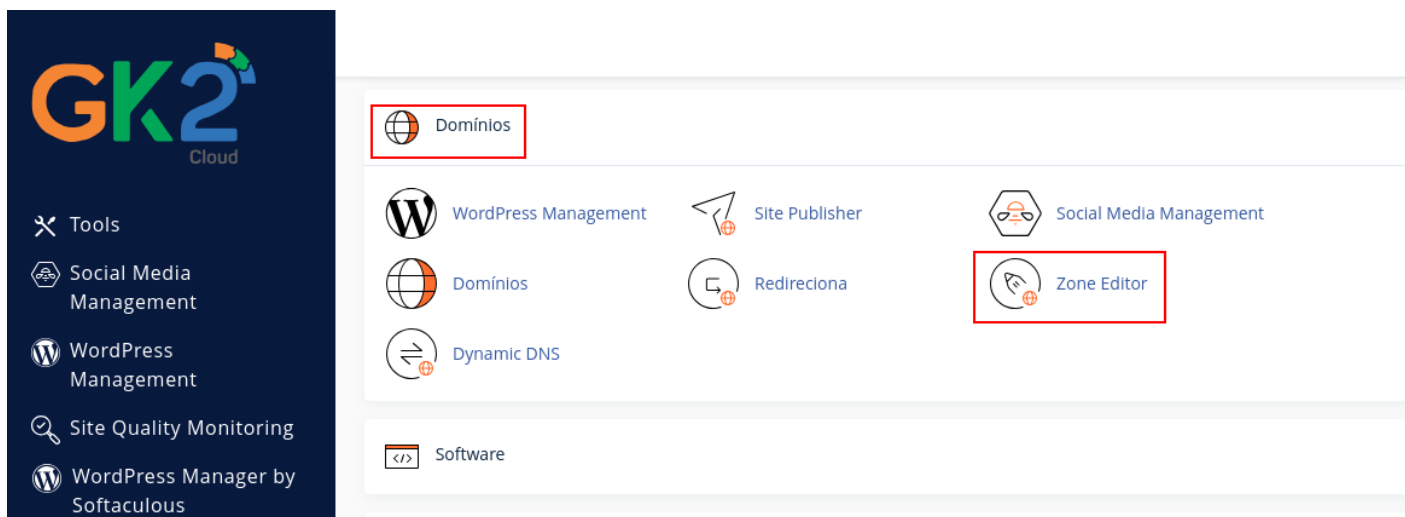 GK2
Cloud
Tools
Social Media
Management
WordPress
Management
Site Quality Monitoring
WordPress Manager by
Softaculous
Domínios
WordPress Management
Site Publisher
Social Media Management
Domínios
Redireciona
Zone Editor
Dynamic DNS
Software